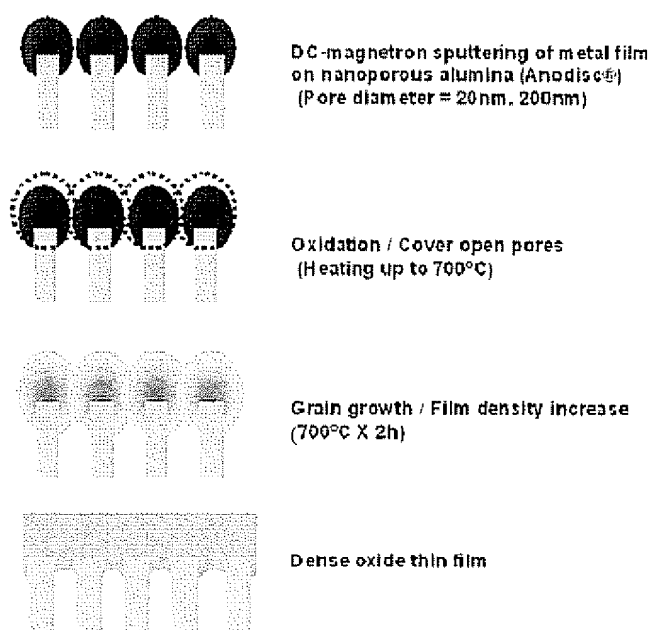 DC-magnetron sputtering of metal film
on nanoporous alumina (Anodisc®)
(Pore diameter = 20nm, 200nm)
Oxidation / Cover open pores
(Heating up to 700°C)
Grain growth / Film density increase
(700°C X 2h)
Dense oxide thin film